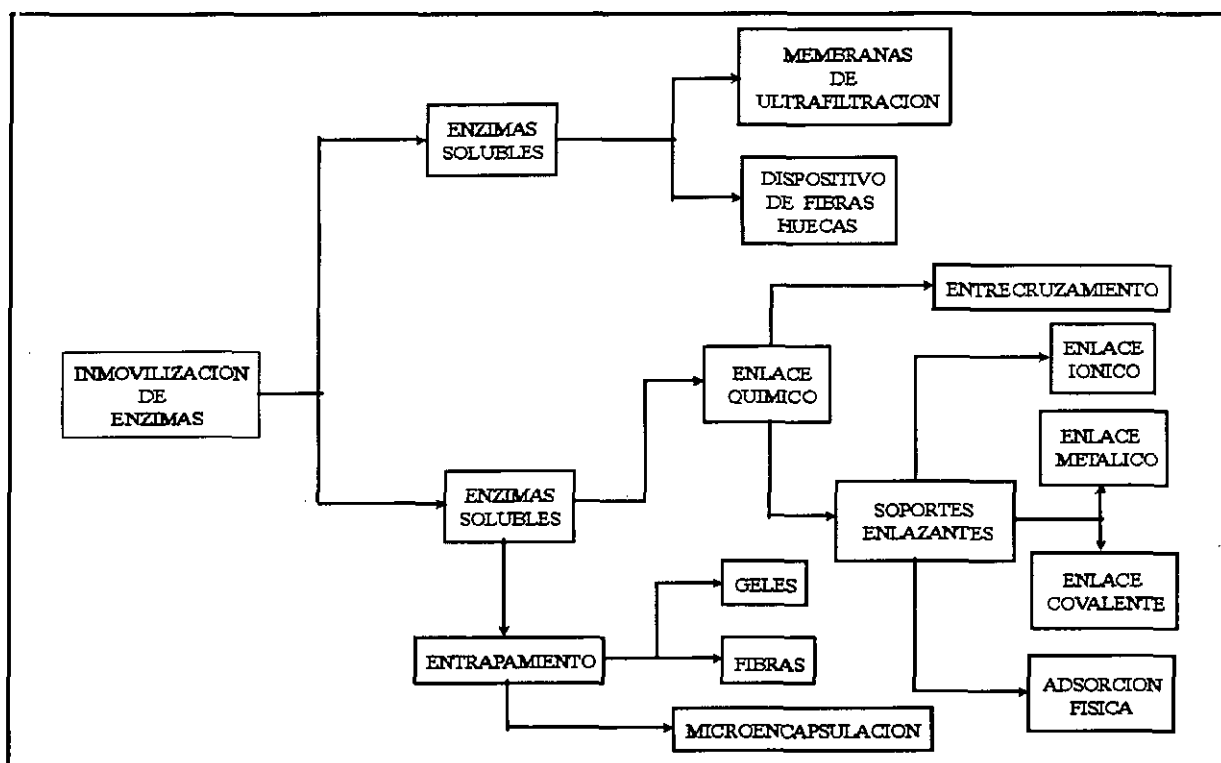 MEMBRANAS
DE
ULTRAFILTRACION
ENZIMAS
SOLUBLES
DISPOSITIVO
DE FIBRAS
HUECAS
ENTRECRUZAMIENTO
INMOVILIZACION
DE
ENZIMAS
ENLACE
QUIMICO
ENLACE
IONICO
ENLACE
METALICO
ENZIMAS
SOLUBLES
SOPORTES
ENLAZANTES
ENLACE
COVALENTE
GELES
ENTRAPAMIENTO
FIBRAS
ADSORCION
FISICA
MICROENCAPSULACION